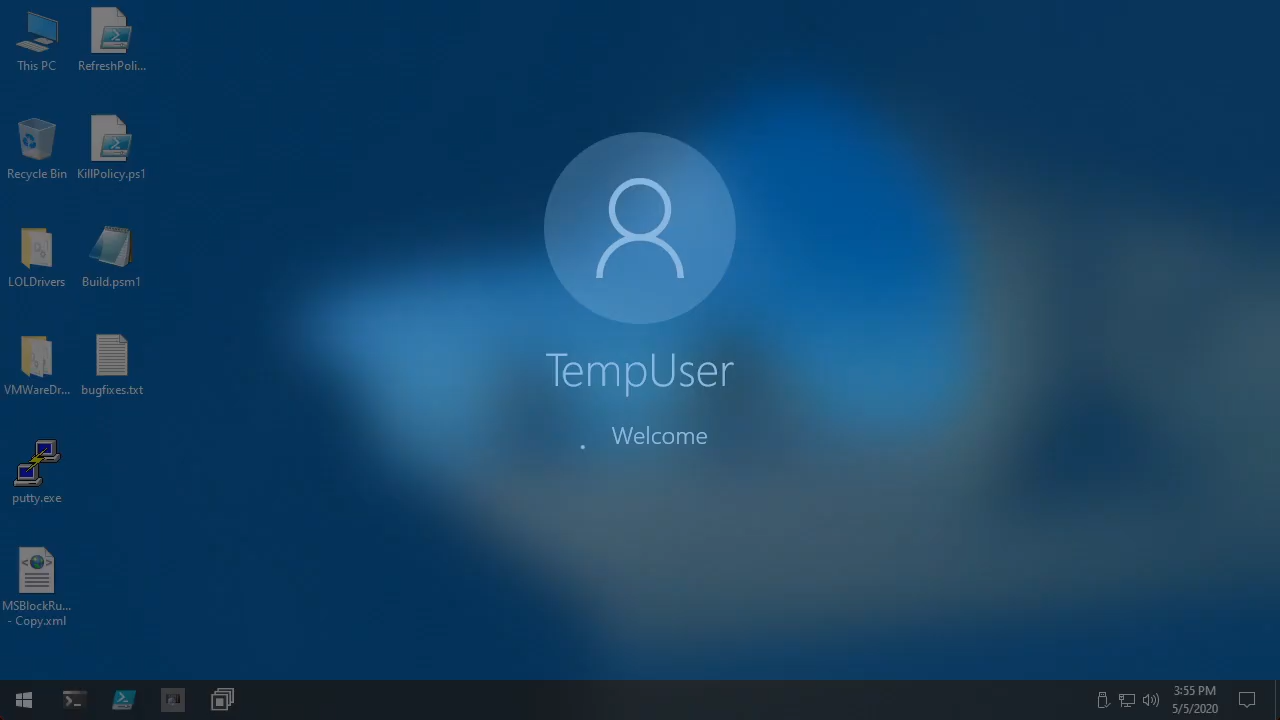 This PC
RefreshPoli...
Recycle Bin
KillPolicy.ps1
LOLDrivers
Build.psm1
VMWareDr...
bugfixes.txt
putty.exe
MSBlockRu...
- Copy.xml
TempUser
Welcome
3:55 PM
5/5/2020